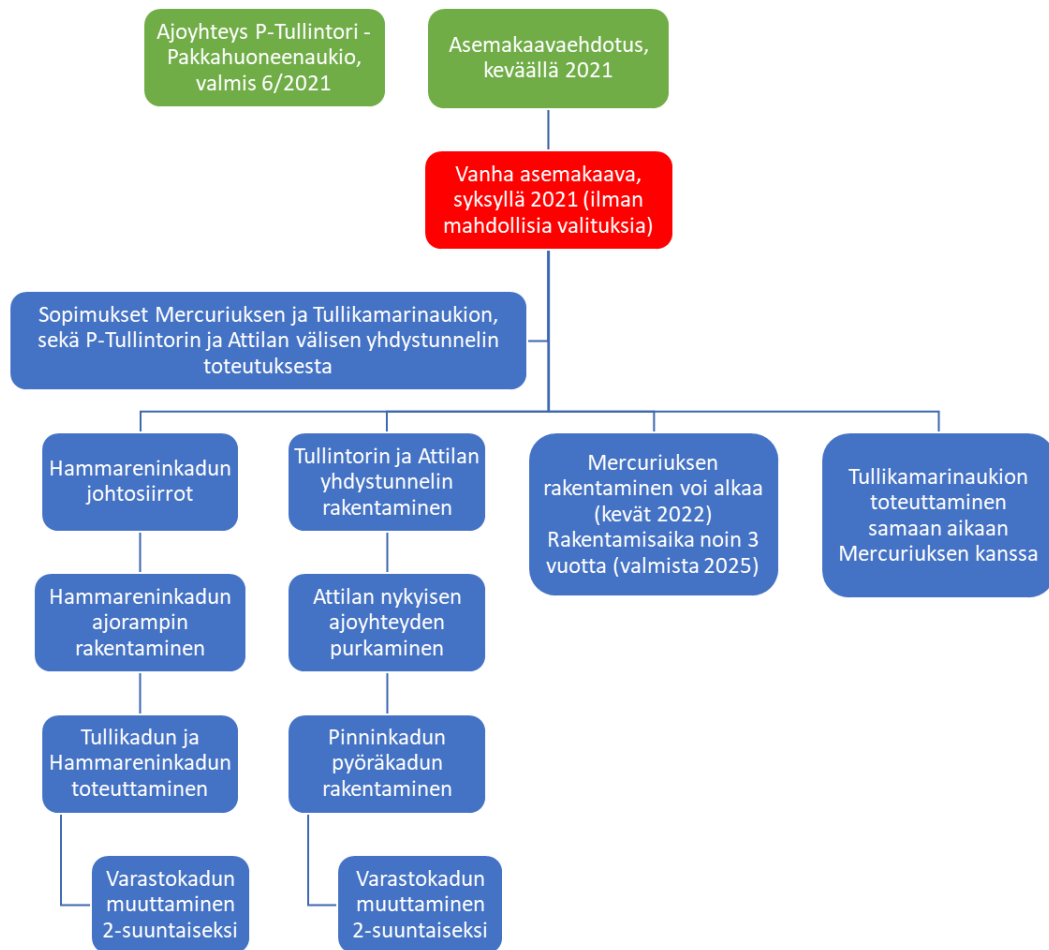 Ajoyhteys P-Tullintori -
Pakkahuoneenaukio,
valmis 6/2021
Asemakaavaehdotus,
keväällä 2021
Vanha asemakaava,
syksyllä 2021 (ilman
mahdollisia valituksia)
Sopimukset Mercuriuksen ja Tullikamarinaukion,
sekä P-Tullintorin ja Attilan välisen yhdystunnelin
toteutuksesta
Hammareninkadun
johtosiirrot
Tullintorin ja Attilan
yhdystunnelin
rakentaminen
Mercuriuksen
rakentaminen voi alkaa
(kevät 2022)
Rakentamisaika noin 3
vuotta (valmista 2025)
Tullikamarinaukion
toteuttaminen
samaan aikaan
Mercuriuksen kanssa
Hammareninkadun
ajorampin
rakentaminen
Attilan nykyisen
ajoyhteyden
purkaminen
Tullikadun ja
Hammareninkadun
toteuttaminen
Pinninkadun
pyöräkadun
rakentaminen
Varastokadun
muuttaminen
2-suuntaiseksi
Varastokadun
muuttaminen
2-suuntaiseksi